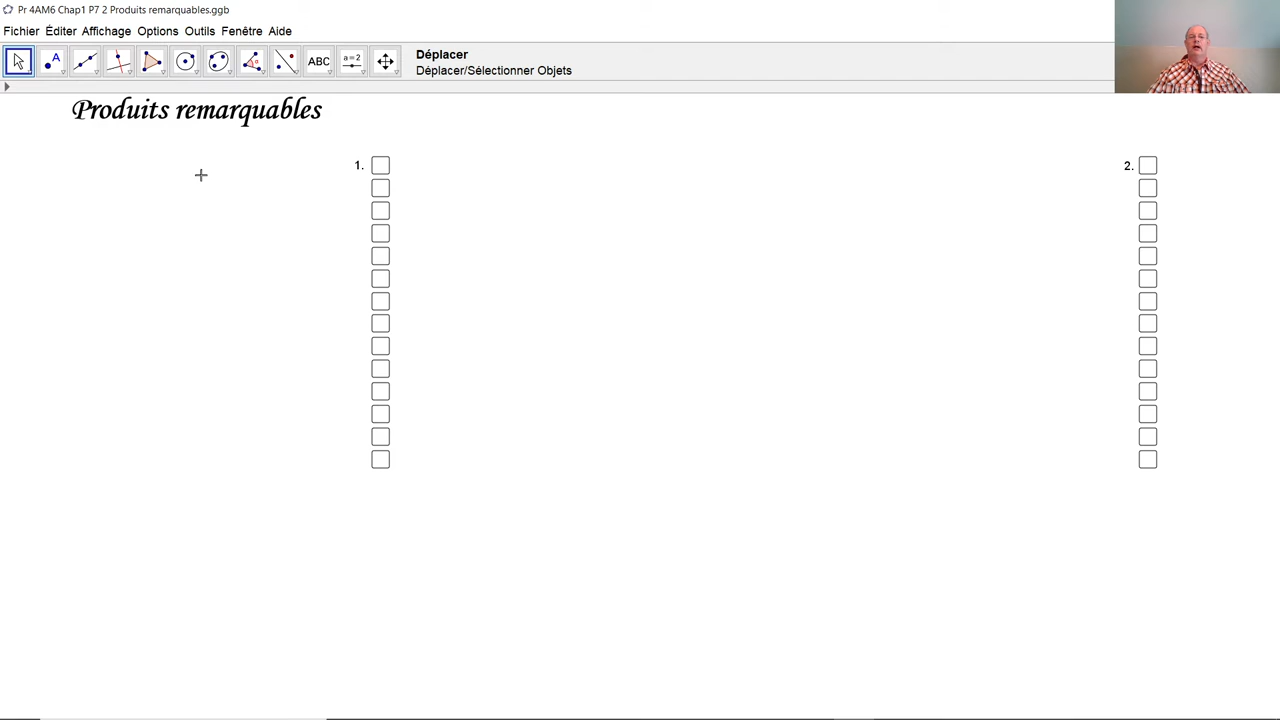 Pr 4AM6 Chap1 P7 2 Produits remarquables.ggb
Fichier Éditer Affichage Options Outils Fenêtre Aide
A
ABC
a=2
Déplacer
Déplacer/Sélectionner Objets
Produits remarquables
1.
2.